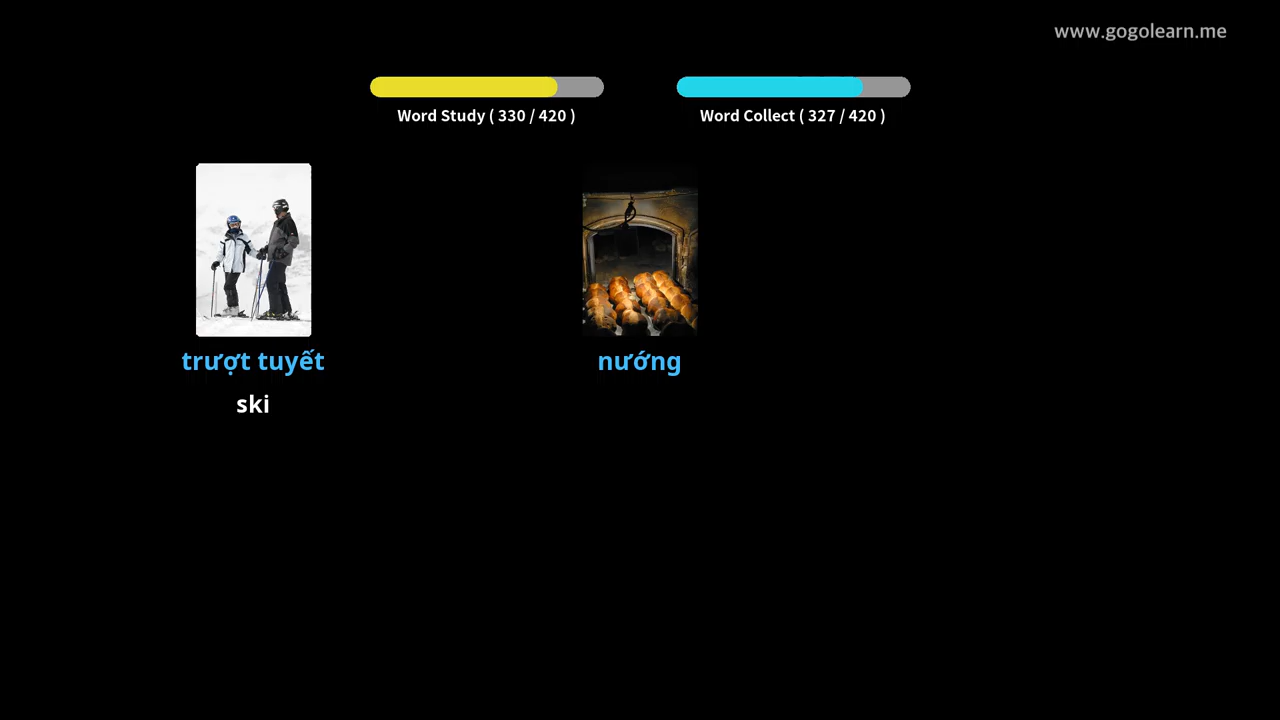 www.gogolearn.me
Word Study ( 330 / 420 )
Word Collect ( 327 / 420 )
trượt tuyết
nướng
ski